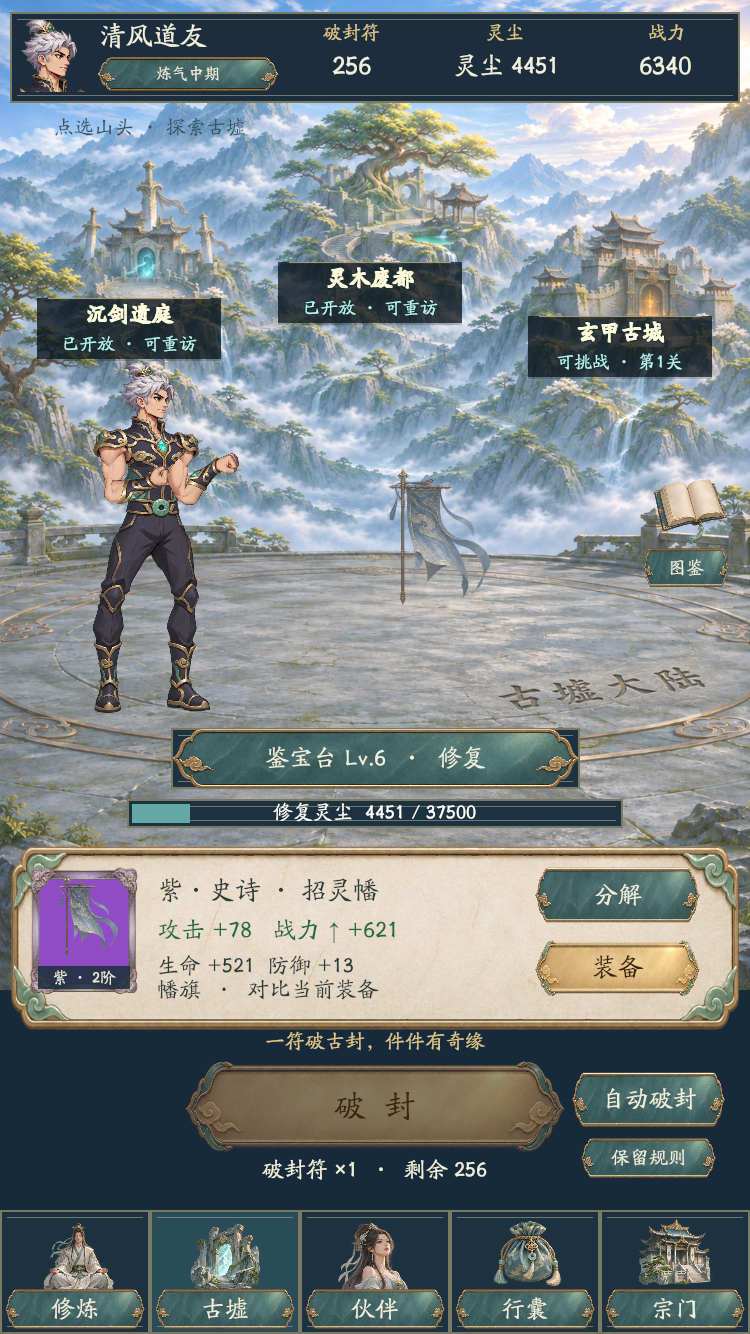 清风道友
炼气中期
破封符
256
灵尘
灵尘 4451
战力
6340
点选山头 · 探索古墟
灵木废都
已开放 · 可重访
沉剑遗庭
已开放 · 可重访
玄甲古城
可挑战 · 第1关
图鉴
古墟大陆
鉴宝台 Lv.6 · 修复
修复灵尘 4451 / 37500
紫 · 史诗 · 招灵幡
攻击 +78 战力↑ +621
生命 +521 防御 +13
幡旗 · 对比当前装备
紫 · 2阶
分解
装备
一符破古封，件件有奇缘
破 封
自动破封
破封符 ×1 · 剩余 256
保留规则
修炼
古墟
伙伴
行囊
宗门